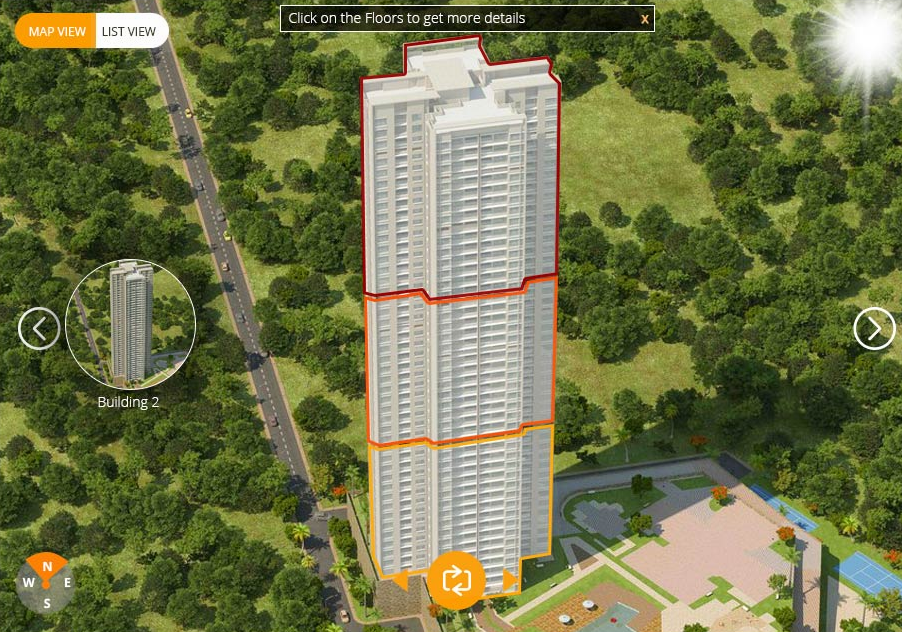 MAP VIEW
LIST VIEW
Click on the Floors to get more details
x
Building 2
N
W
E
S